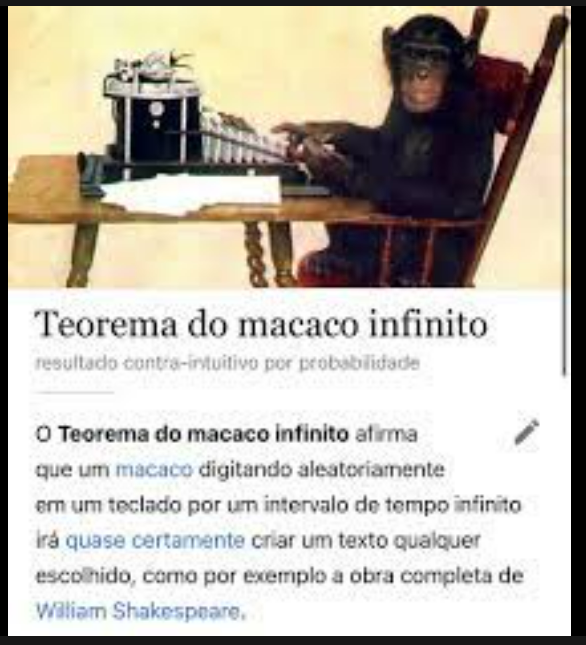 Teorema do macaco infinito
resultado contra-intuitivo por probabilidade
O Teorema do macaco infinito afirma
que um macaco digitando aleatoriamente
em um teclado por um intervalo de tempo infinito
irá quase certamente criar um texto qualquer
escolhido, como por exemplo a obra completa de
William Shakespeare.